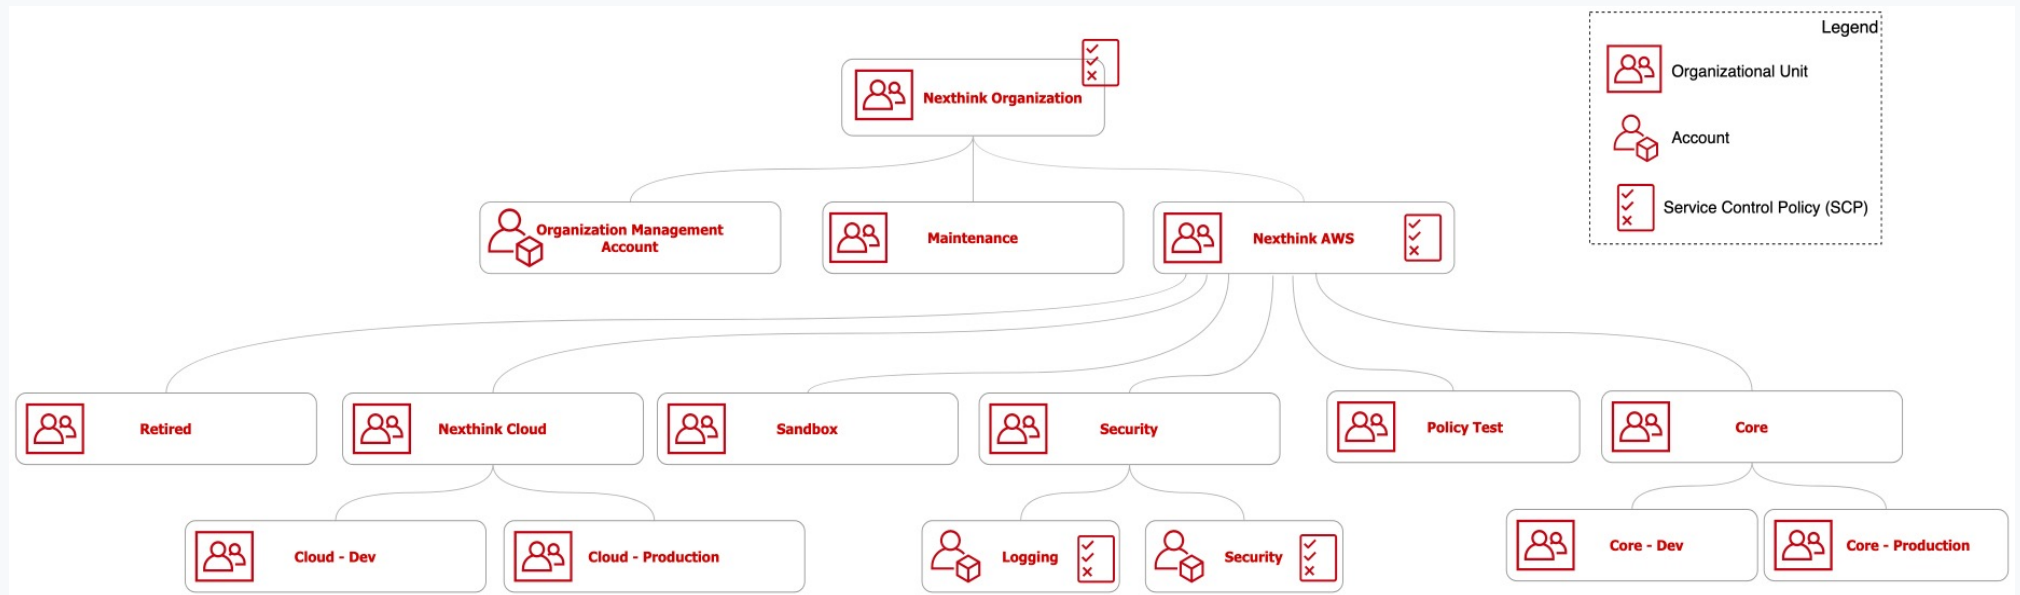 Legend
Organizational Unit
Account
Service Control Policy (SCP)
Nexthink Organization
Organization Management
Account
Maintenance
Nexthink AWS
Retired
Nexthink Cloud
Sandbox
Security
Policy Test
Core
Cloud - Dev
Cloud - Production
Logging
Security
Core - Dev
Core - Production